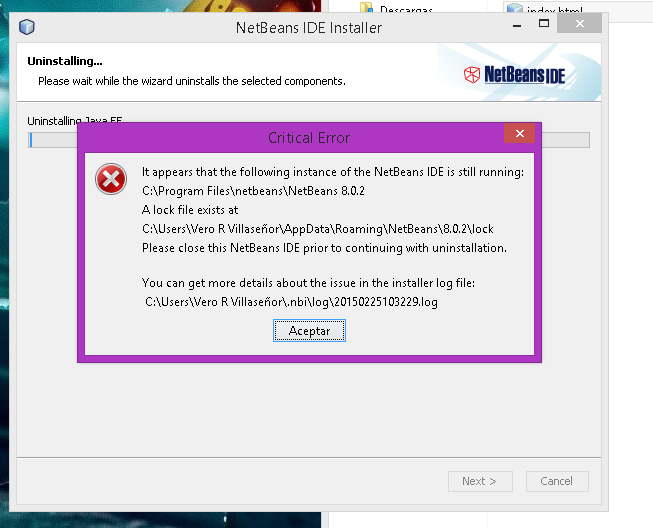 Descargas
index.html
NetBeans IDE Installer
Uninstalling...
Please wait while the wizard uninstalls the selected components.
NetBeans IDE
Uninstalling Java EE
Critical Error
It appears that the following instance of the NetBeans IDE is still running:
C:\Program Files\netbeans\NetBeans 8.0.2
A lock file exists at
C:\Users\Vero R Villaseñor\AppData\Roaming\NetBeans\8.0.2\lock
Please close this NetBeans IDE prior to continuing with uninstallation.
You can get more details about the issue in the installer log file:
C:\Users\Vero R Villaseñor\.nbi\log\20150225103229.log
Aceptar
Next >
Cancel